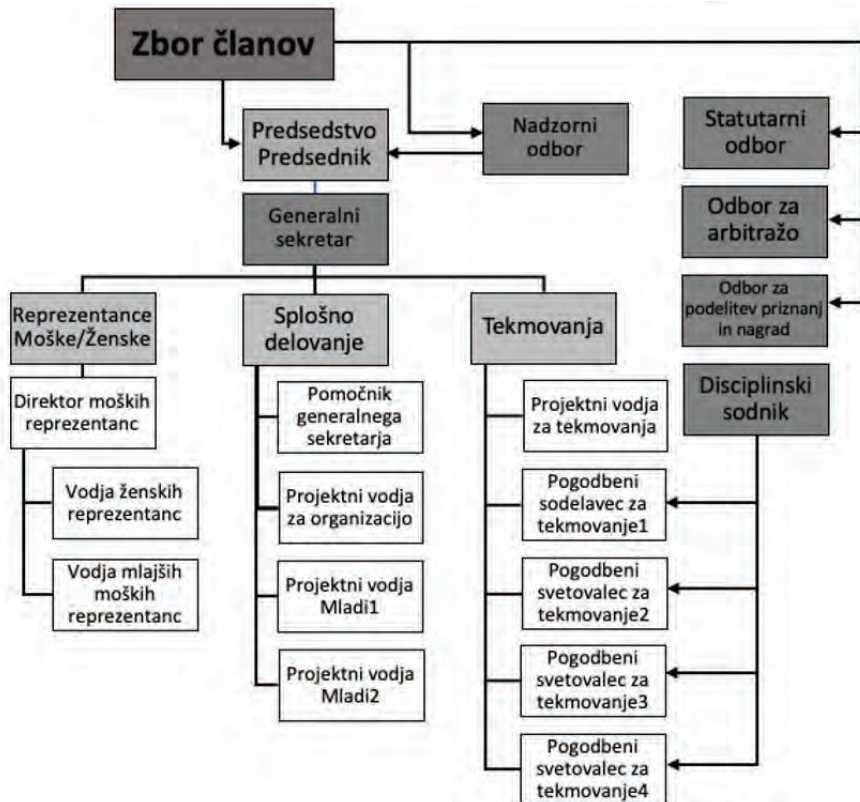 Zbor članov
Predsedstvo
Predsednik
Nadzorni
odbor
Statutarni
odbor
Generalni
sekretar
Odbor za
arbitražo
Odbor za
podelitev priznanj
in nagrad
Reprezentance
Moške/Ženske
Splošno
delovanje
Tekmovanja
Disciplinski
sodnik
Direktor moških
reprezentanc
Vodja ženskih
reprezentanc
Vodja mlajših
moških
reprezentanc
Pomočnik
generalnega
sekretarja
Projektni vodja
za organizacijo
Projektni vodja
Mladi1
Projektni vodja
Mladi2
Projektni vodja
za tekmovanja
Pogodbeni
sodelavec za
tekmovanje1
Pogodbeni
svetovalec za
tekmovanje2
Pogodbeni
svetovalec za
tekmovanje3
Pogodbeni
svetovalec za
tekmovanje4